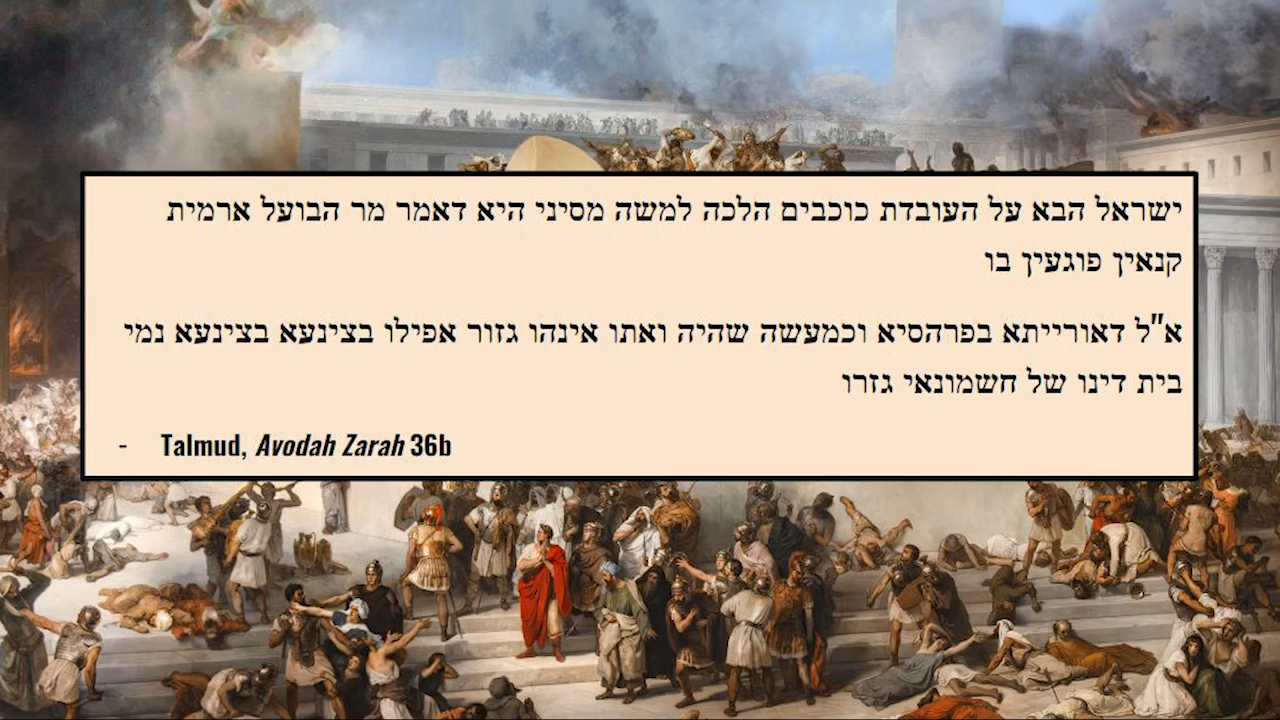 ישראל הבא על העובדת כוכבים הלכה למשה מסיני היא דאמר מר הבועל ארמית
קנאין פוגעין בו
א"ל דאורייתא בפרהסיא וכמעשה שהיה ואתו אינהו גזור אפילו בצינעא בצינעא נמי
בית דינו של חשמונאי גזרו
- Talmud, Avodah Zarah 36b